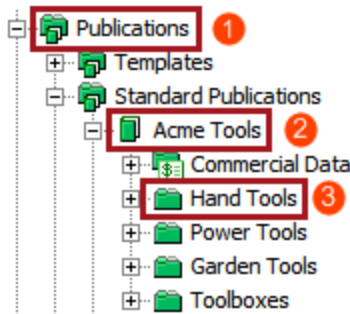 Publications 1
Templates
Standard Publications
Acme Tools 2
Commercial Data
Hand Tools 3
Power Tools
Garden Tools
Toolboxes